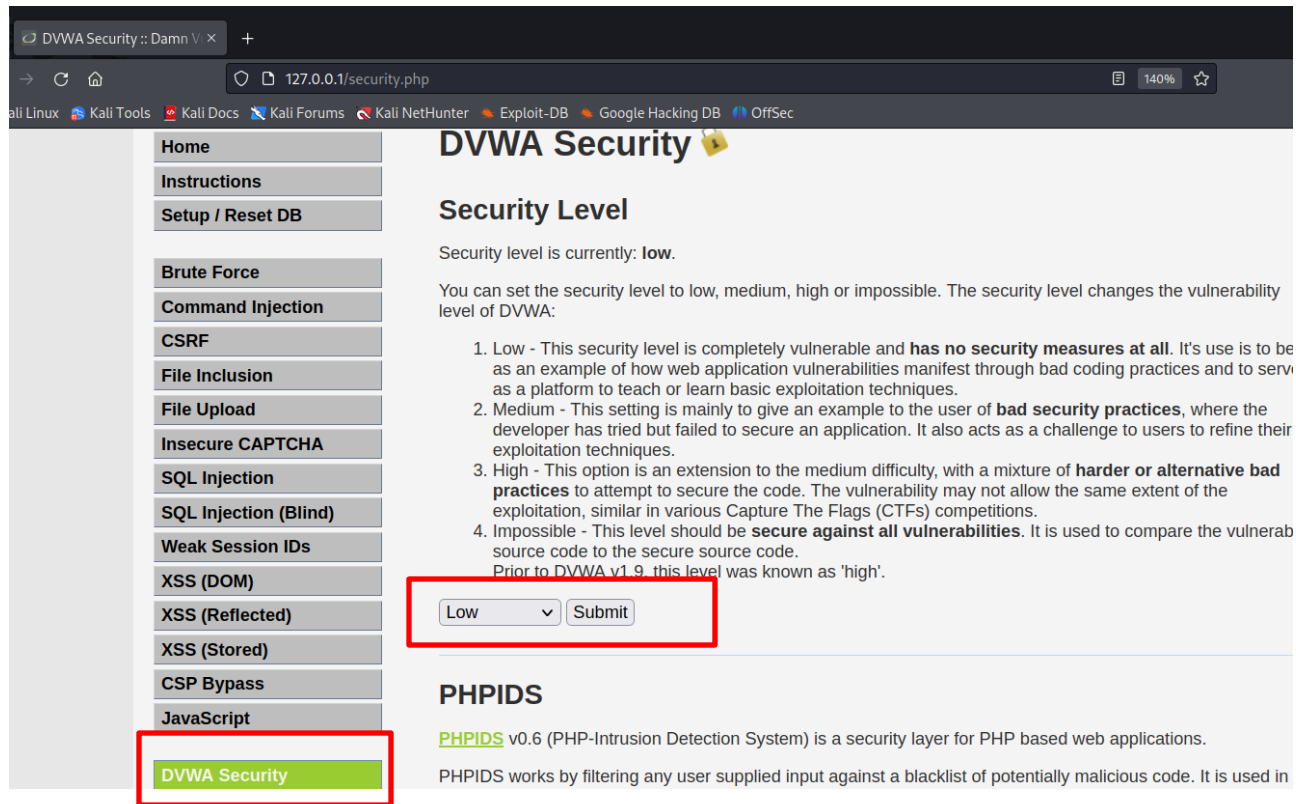 DVWA Security :: Damn V
127.0.0.1/security.php
140%
ali Linux Kali Tools Kali Docs Kali Forums Kali NetHunter Exploit-DB Google Hacking DB OffSec
Home
Instructions
Setup / Reset DB
Brute Force
Command Injection
CSRF
File Inclusion
File Upload
Insecure CAPTCHA
SQL Injection
SQL Injection (Blind)
Weak Session IDs
XSS (DOM)
XSS (Reflected)
XSS (Stored)
CSP Bypass
JavaScript
DVWA Security
DVWA Security
Security Level
Security level is currently: low.
You can set the security level to low, medium, high or impossible. The security level changes the vulnerability
level of DVWA:
1. Low - This security level is completely vulnerable and has no security measures at all. It's use is to be
as an example of how web application vulnerabilities manifest through bad coding practices and to serv
as a platform to teach or learn basic exploitation techniques.
2. Medium - This setting is mainly to give an example to the user of bad security practices, where the
developer has tried but failed to secure an application. It also acts as a challenge to users to refine their
exploitation techniques.
3. High - This option is an extension to the medium difficulty, with a mixture of harder or alternative bad
practices to attempt to secure the code. The vulnerability may not allow the same extent of the
exploitation, similar in various Capture The Flags (CTFs) competitions.
4. Impossible - This level should be secure against all vulnerabilities. It is used to compare the vulnerab
source code to the secure source code.
Prior to DVWA v1.9, this level was known as 'high'.
Low Submit
PHPIDS
PHPIDS v0.6 (PHP-Intrusion Detection System) is a security layer for PHP based web applications.
PHPIDS works by filtering any user supplied input against a blacklist of potentially malicious code. It is used in